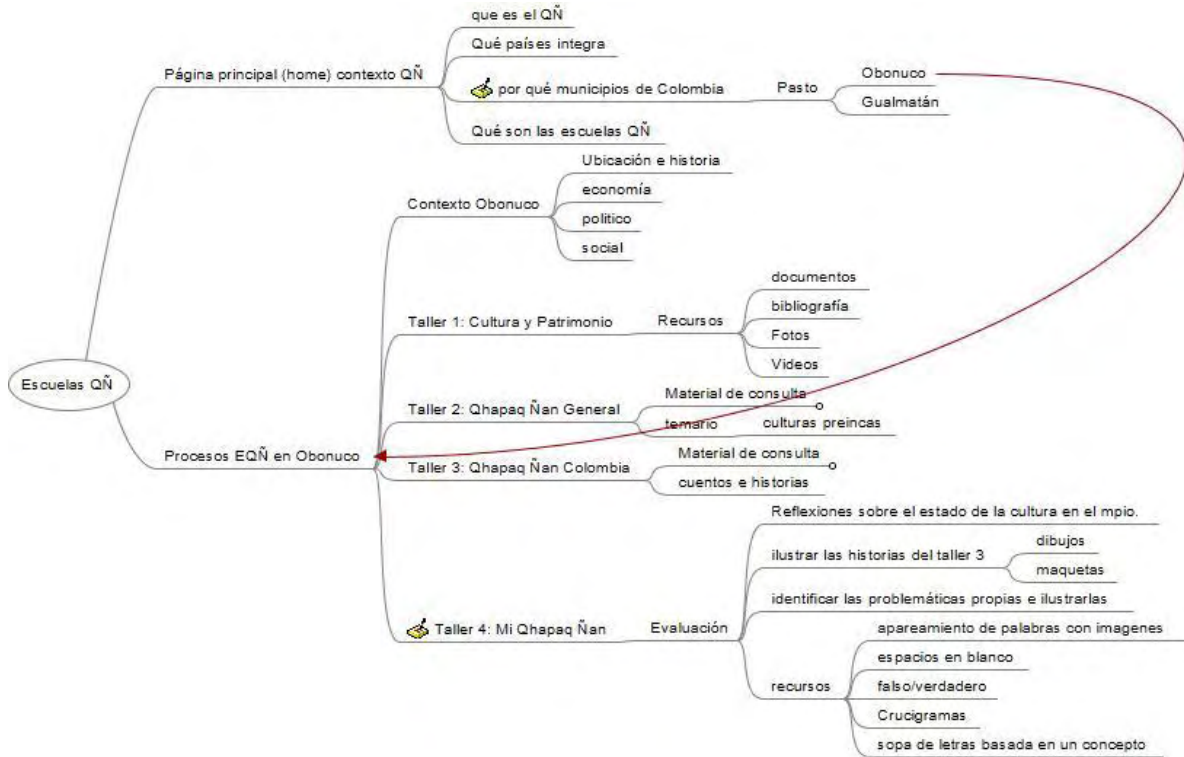 Escuelas QÑ
Página principal (home) contexto QÑ
que es el QÑ
Qué países integra
por qué municipios de Colombia
Pasto
Obonuco
Gualmatán
Qué son las escuelas QÑ
Procesos EQÑ en Obonuco
Contexto Obonuco
Ubicación e historia
economía
politico
social
Taller 1: Cultura y Patrimonio
Recursos
documentos
bibliografía
Fotos
Videos
Taller 2: Qhapaq Ñan General
Material de consulta
temario
culturas preincas
Taller 3: Qhapaq Ñan Colombia
Material de consulta
cuentos e historias
Taller 4: Mi Qhapaq Ñan
Evaluación
Reflexiones sobre el estado de la cultura en el mpio.
ilustrar las historias del taller 3
dibujos
maquetas
identificar las problemáticas propias e ilustrarlas
recursos
apareamiento de palabras con imagenes
espacios en blanco
falso/verdadero
Crucigramas
sopa de letras basada en un concepto